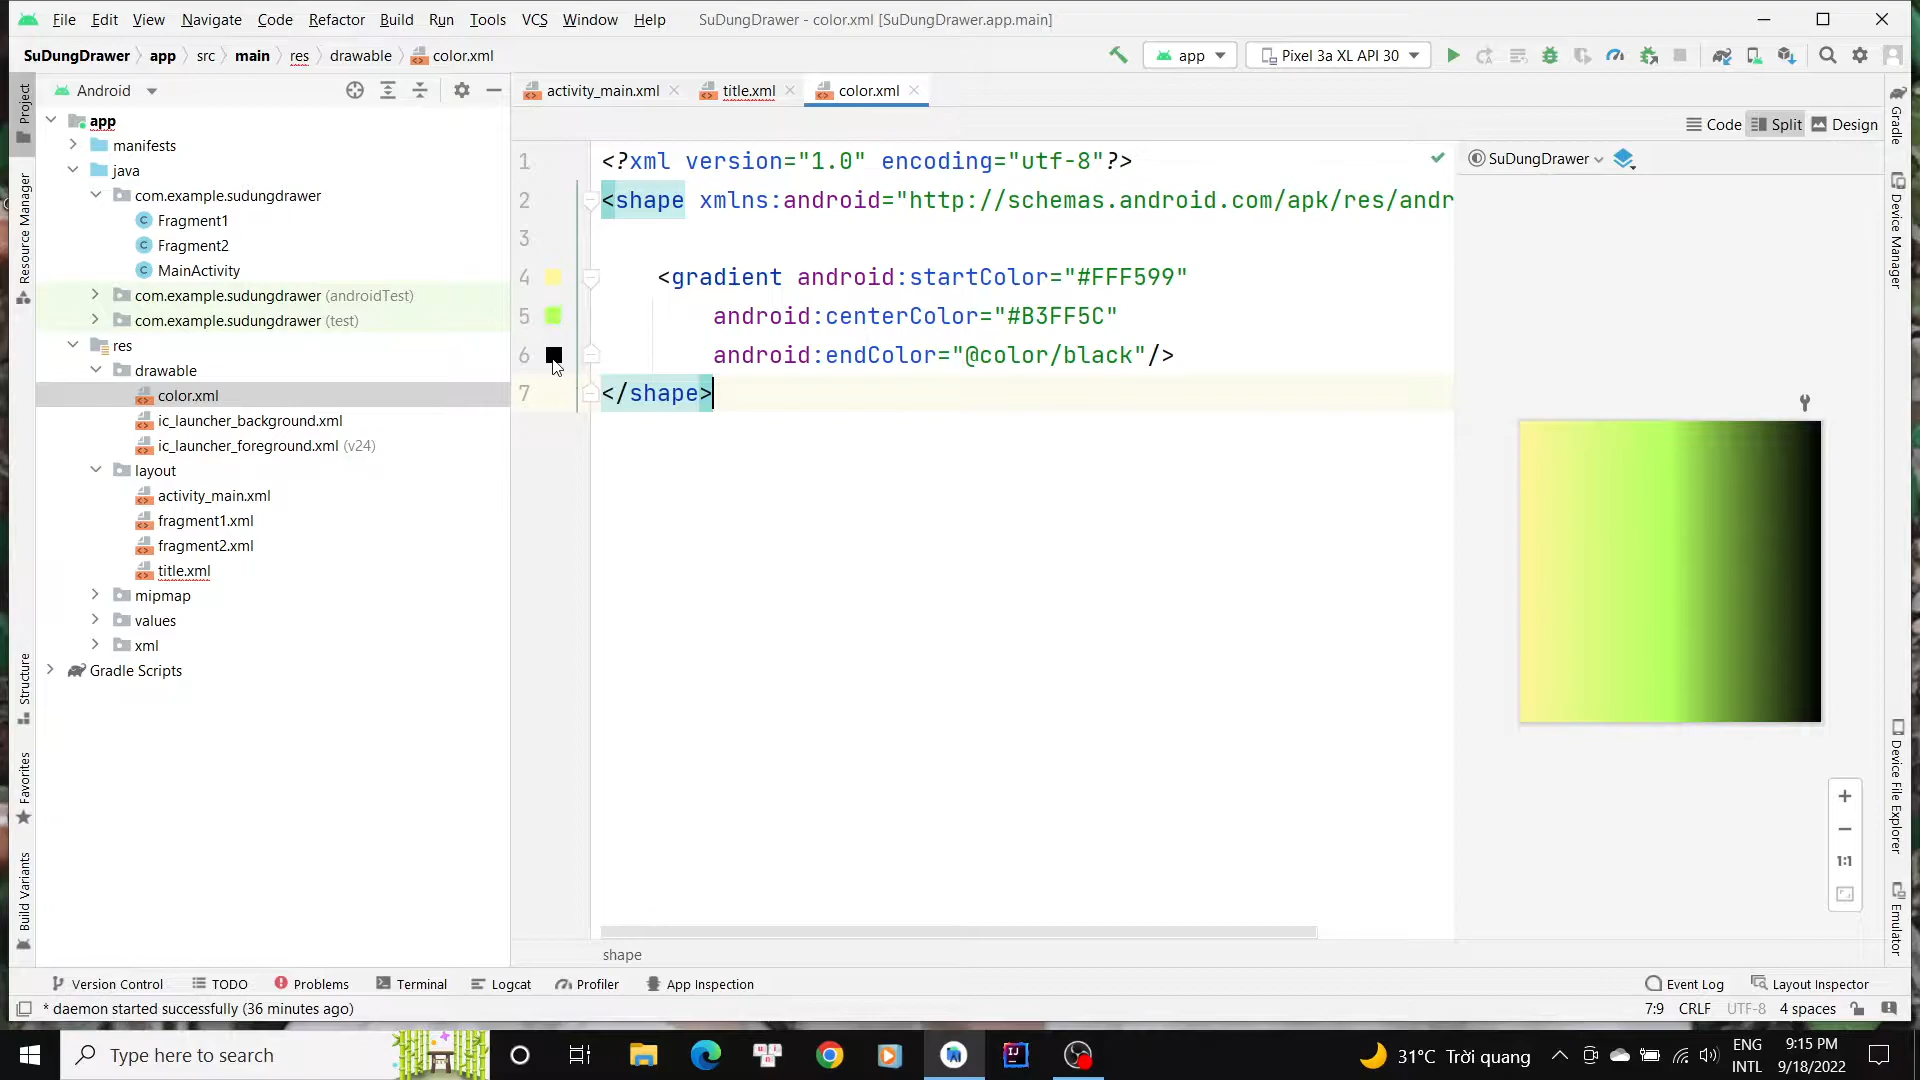 File Edit View Navigate Code Refactor Build Run Tools VCS Window Help SuDungDrawer - color.xml [SuDungDrawer.app.main]
SuDungDrawer app src main res drawable color.xml app Pixel 3a XL API 30
Android
activity_main.xml title.xml color.xml
Code Split Design
SuDungDrawer
Project
Resource Manager
Structure
Favorites
Build Variants
app
manifests
java
com.example.sudungdrawer
Fragment1
Fragment2
MainActivity
com.example.sudungdrawer (androidTest)
com.example.sudungdrawer (test)
res
drawable
color.xml
ic_launcher_background.xml
ic_launcher_foreground.xml (v24)
layout
activity_main.xml
fragment1.xml
fragment2.xml
title.xml
mipmap
values
xml
Gradle Scripts
1 <?xml version="1.0" encoding="utf-8"?>
2 <shape xmlns:android="http://schemas.android.com/apk/res/andr
3
4 <gradient android:startColor="#FFF599"
5 android:centerColor="#B3FF5C"
6 android:endColor="@color/black"/>
7 </shape>
1:1
Gradle
Device Manager
Device File Explorer
Emulator
shape
Version Control TODO Problems Terminal Logcat Profiler App Inspection Event Log Layout Inspector
* daemon started successfully (36 minutes ago) 7:9 CRLF UTF-8 4 spaces
Type here to search 31°C Trời quang ENG INTL 9:15 PM 9/18/2022